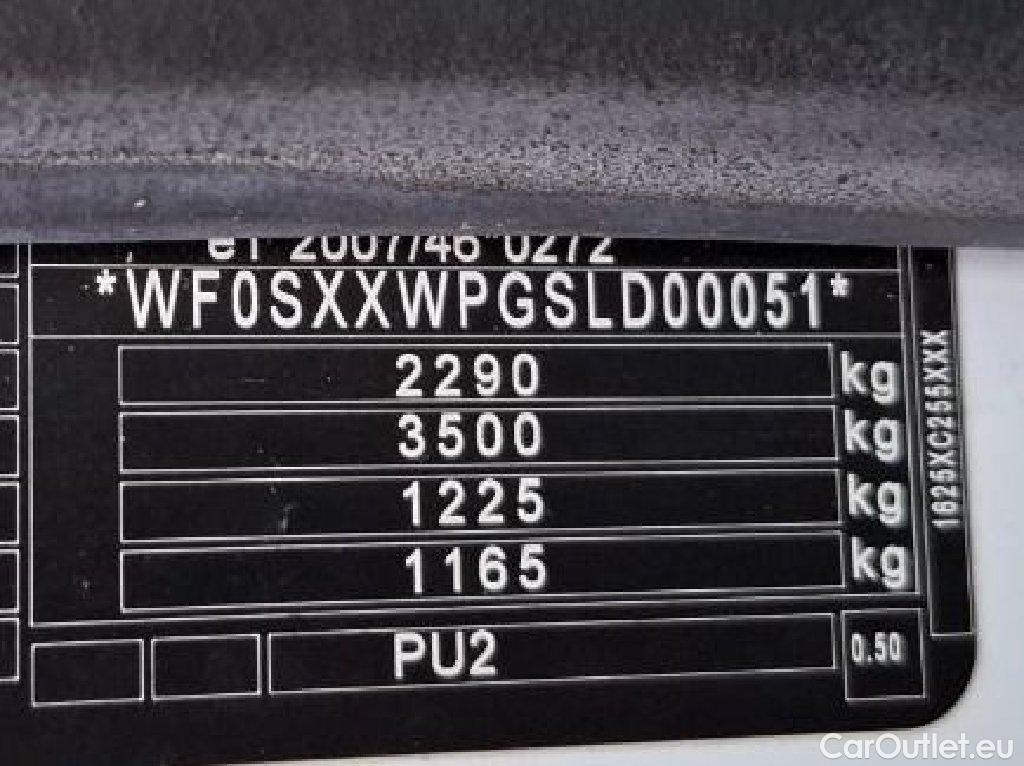 e1*2007/46*0272
*WF0SXXWPGSLD00051*
2290 kg
3500 kg
1225 kg
1165 kg
PU2 0.50
1625XC255XXX
CarOutlet.eu